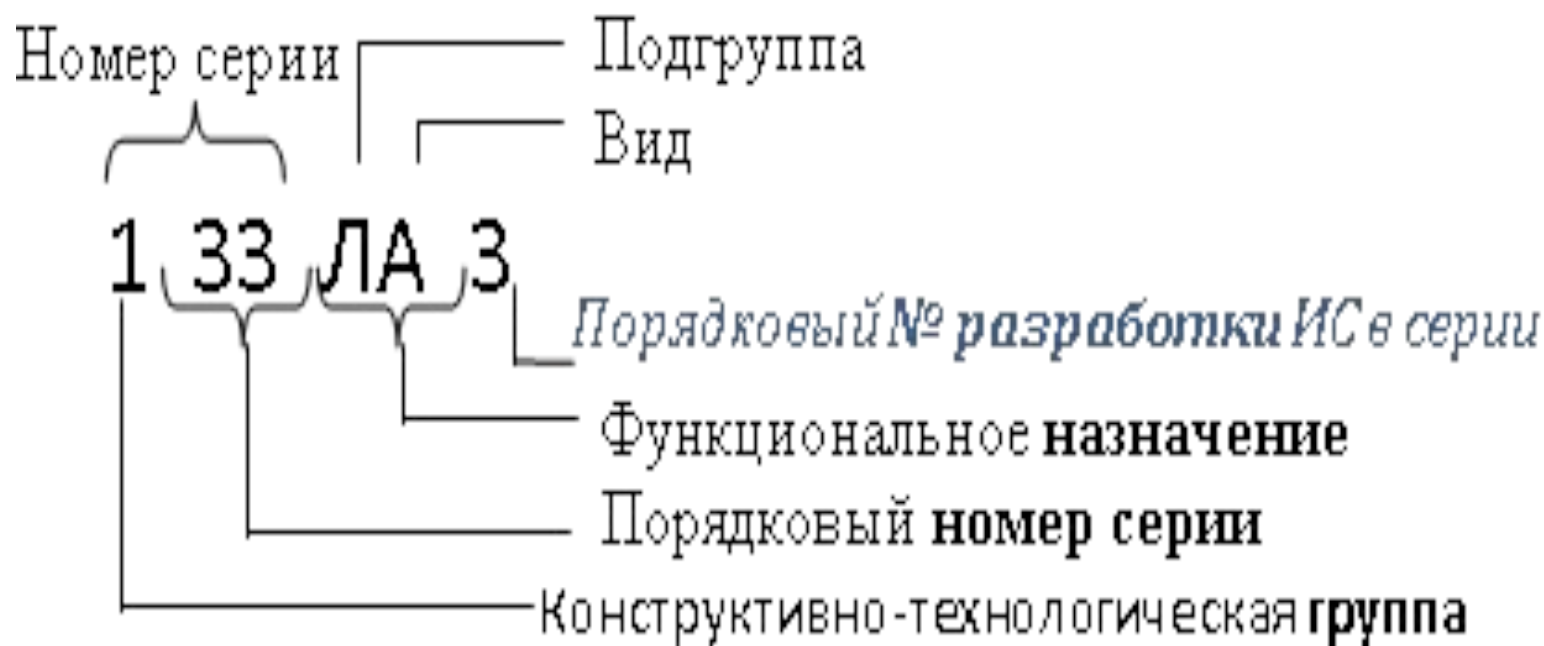 Номер серии
Подгруппа
Вид
1 33 ЛА 3
Порядковый № разработки ИС в серии
Функциональное назначение
Порядковый номер серии
Конструктивно-технологическая группа